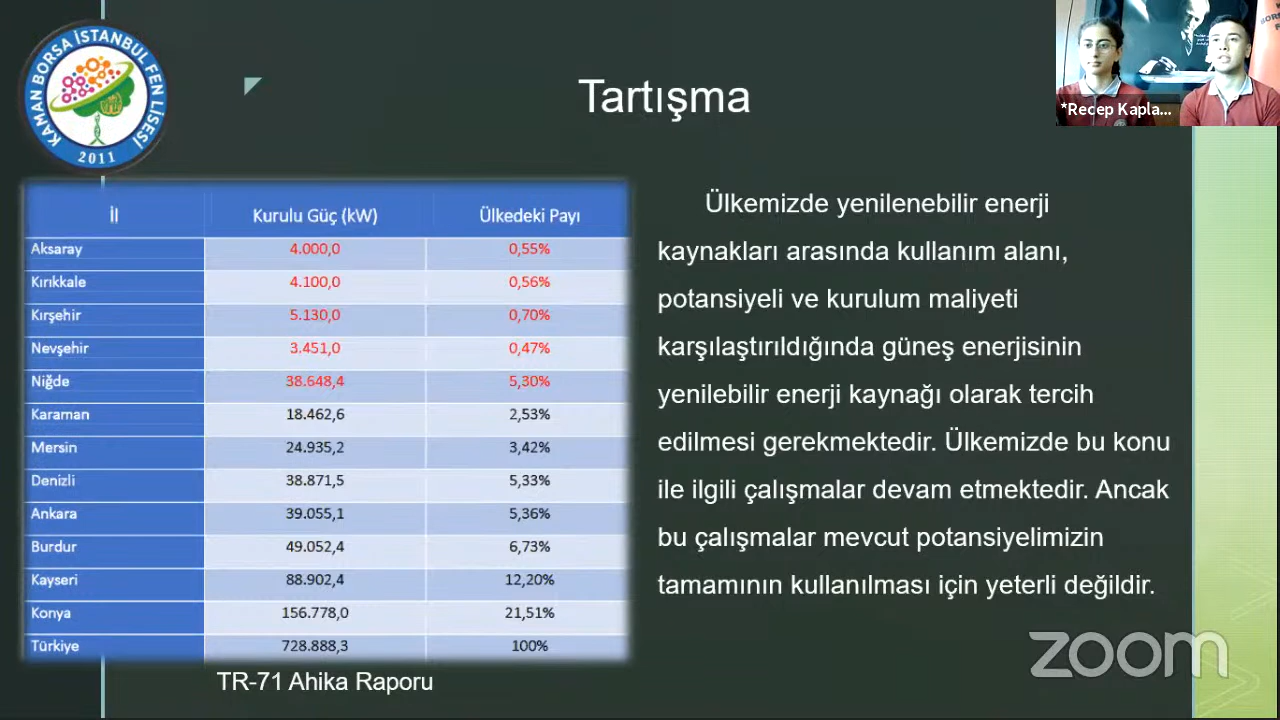 KAMAN BORSA İSTANBUL FEN LİSESİ
2011
Tartışma
*Recep Kapla...
İl Kurulu Güç (kW) Ülkedeki Payı
Aksaray 4.000,0 0,55%
Kırıkkale 4.100,0 0,56%
Kırşehir 5.130,0 0,70%
Nevşehir 3.451,0 0,47%
Niğde 38.648,4 5,30%
Karaman 18.462,6 2,53%
Mersin 24.935,2 3,42%
Denizli 38.871,5 5,33%
Ankara 39.055,1 5,36%
Burdur 49.052,4 6,73%
Kayseri 88.902,4 12,20%
Konya 156.778,0 21,51%
Türkiye 728.888,3 100%
TR-71 Ahika Raporu
Ülkemizde yenilenebilir enerji
kaynakları arasında kullanım alanı,
potansiyeli ve kurulum maliyeti
karşılaştırıldığında güneş enerjisinin
yenilebilir enerji kaynağı olarak tercih
edilmesi gerekmektedir. Ülkemizde bu konu
ile ilgili çalışmalar devam etmektedir. Ancak
bu çalışmalar mevcut potansiyelimizin
tamamının kullanılması için yeterli değildir.
zoom